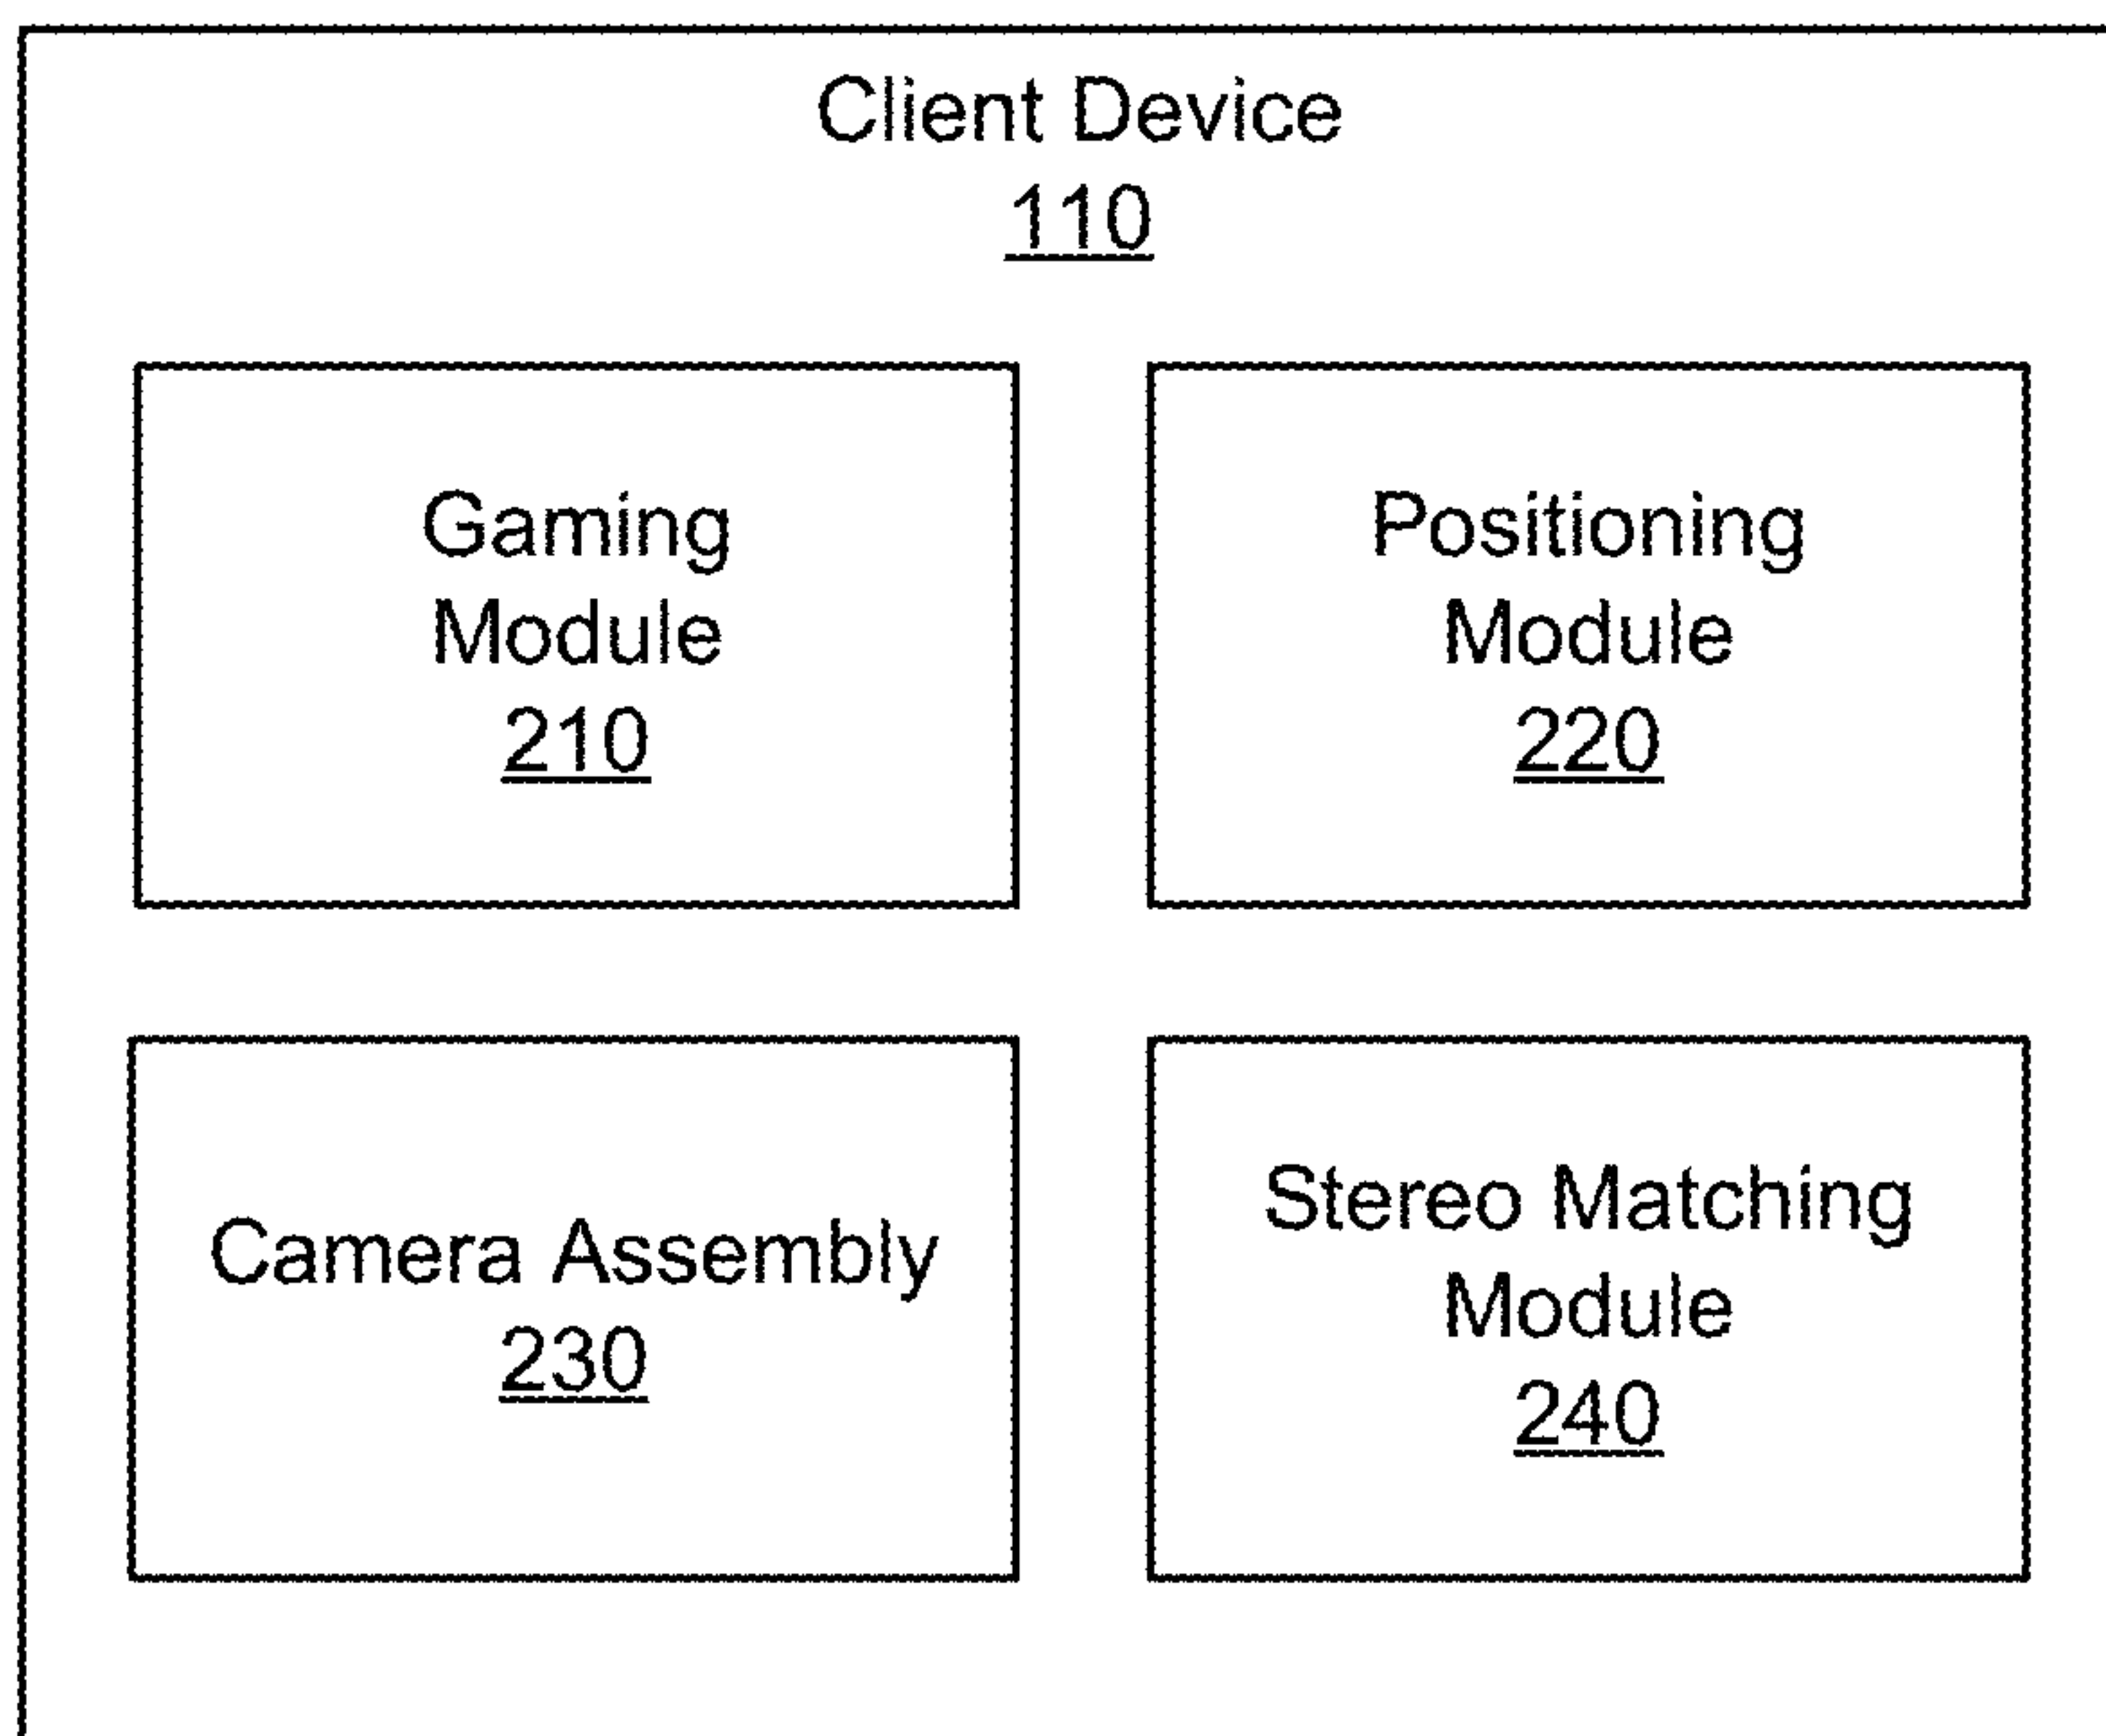 Client Device
110
Gaming
Module
210
Positioning
Module
220
Camera Assembly
230
Stereo Matching
Module
240